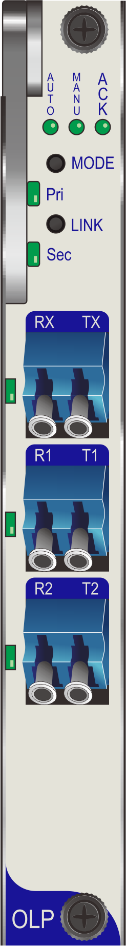 AUTO MANU ACK
MODE
Pri
LINK
Sec
RX TX
R1 T1
R2 T2
OLP